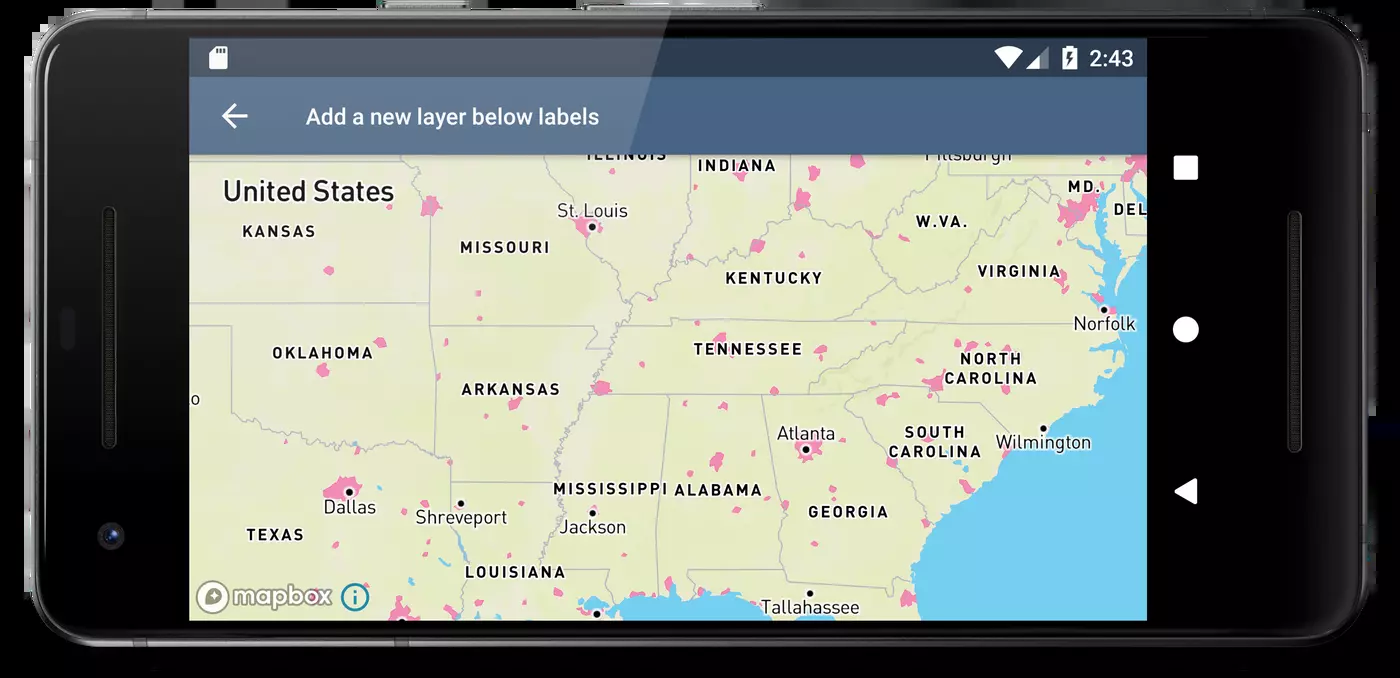 2:43
Add a new layer below labels
ILLINOIS
INDIANA
Pittsburgh
United States
MD.
DEL
St. Louis
W.VA.
KANSAS
MISSOURI
KENTUCKY
VIRGINIA
Norfolk
OKLAHOMA
TENNESSEE
NORTH
CAROLINA
ARKANSAS
o
Atlanta
SOUTH
CAROLINA
Wilmington
MISSISSIPPI
ALABAMA
Dallas
Shreveport
GEORGIA
Jackson
TEXAS
LOUISIANA
mapbox
i
Tallahassee